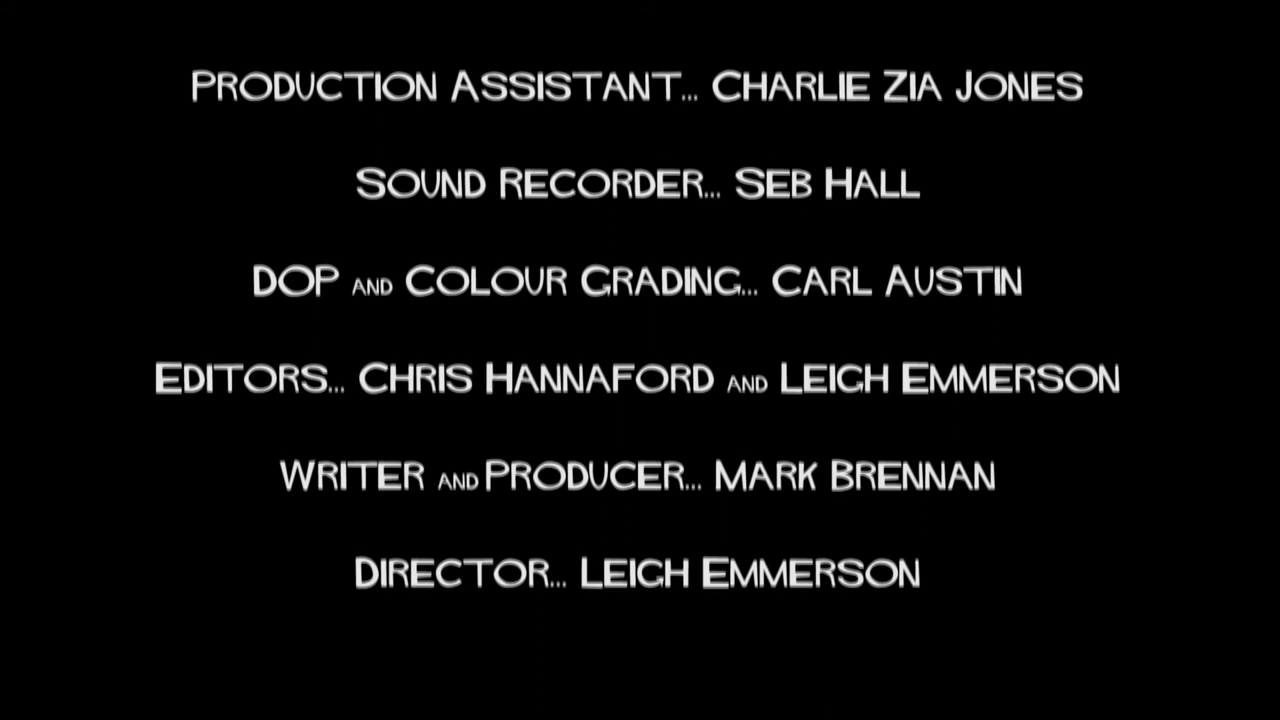 Production Assistant... Charlie Zia Jones
Sound Recorder... Seb Hall
DOP and Colour Grading... Carl Austin
Editors... Chris Hannaford and Leigh Emmerson
Writer and Producer... Mark Brennan
Director... Leigh Emmerson